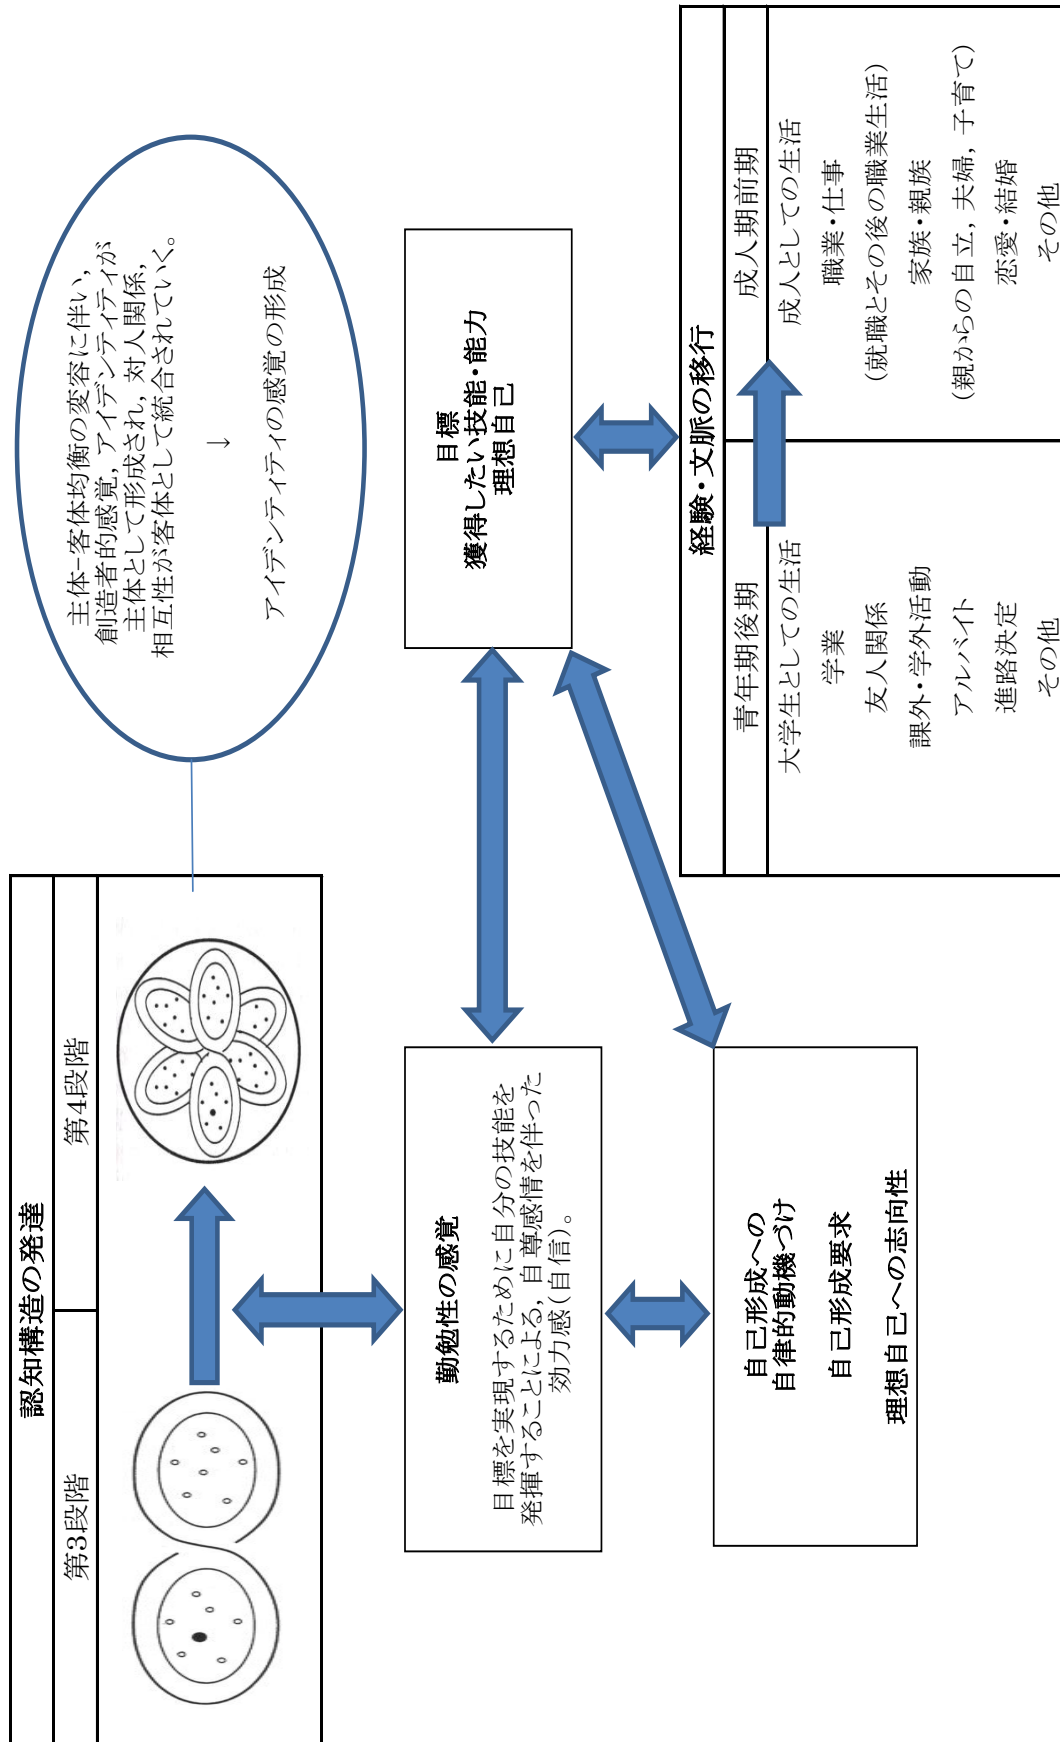 認知構造の発達
第3段階
第4段階
主体-客体均衡の変容に伴い,
創造者的感覚, アイデンティティが
主体として形成され, 対人関係,
相互性が客体として統合されていく。
↓
アイデンティティの感覚の形成
勤勉性の感覚
目標を実現するために自分の技能を
発揮することによる, 自尊感情を伴った
効力感(自信)。
目標
獲得したい技能・能力
理想自己
自己形成への
自律的動機づけ
自己形成要求
理想自己への志向性
経験・文脈の移行
青年期後期
大学生としての生活
学業
友人関係
課外・学外活動
アルバイト
進路決定
その他
成人期前期
成人としての生活
職業・仕事
(就職とその後の職業生活)
家族・親族
(親からの自立, 夫婦, 子育て)
恋愛・結婚
その他